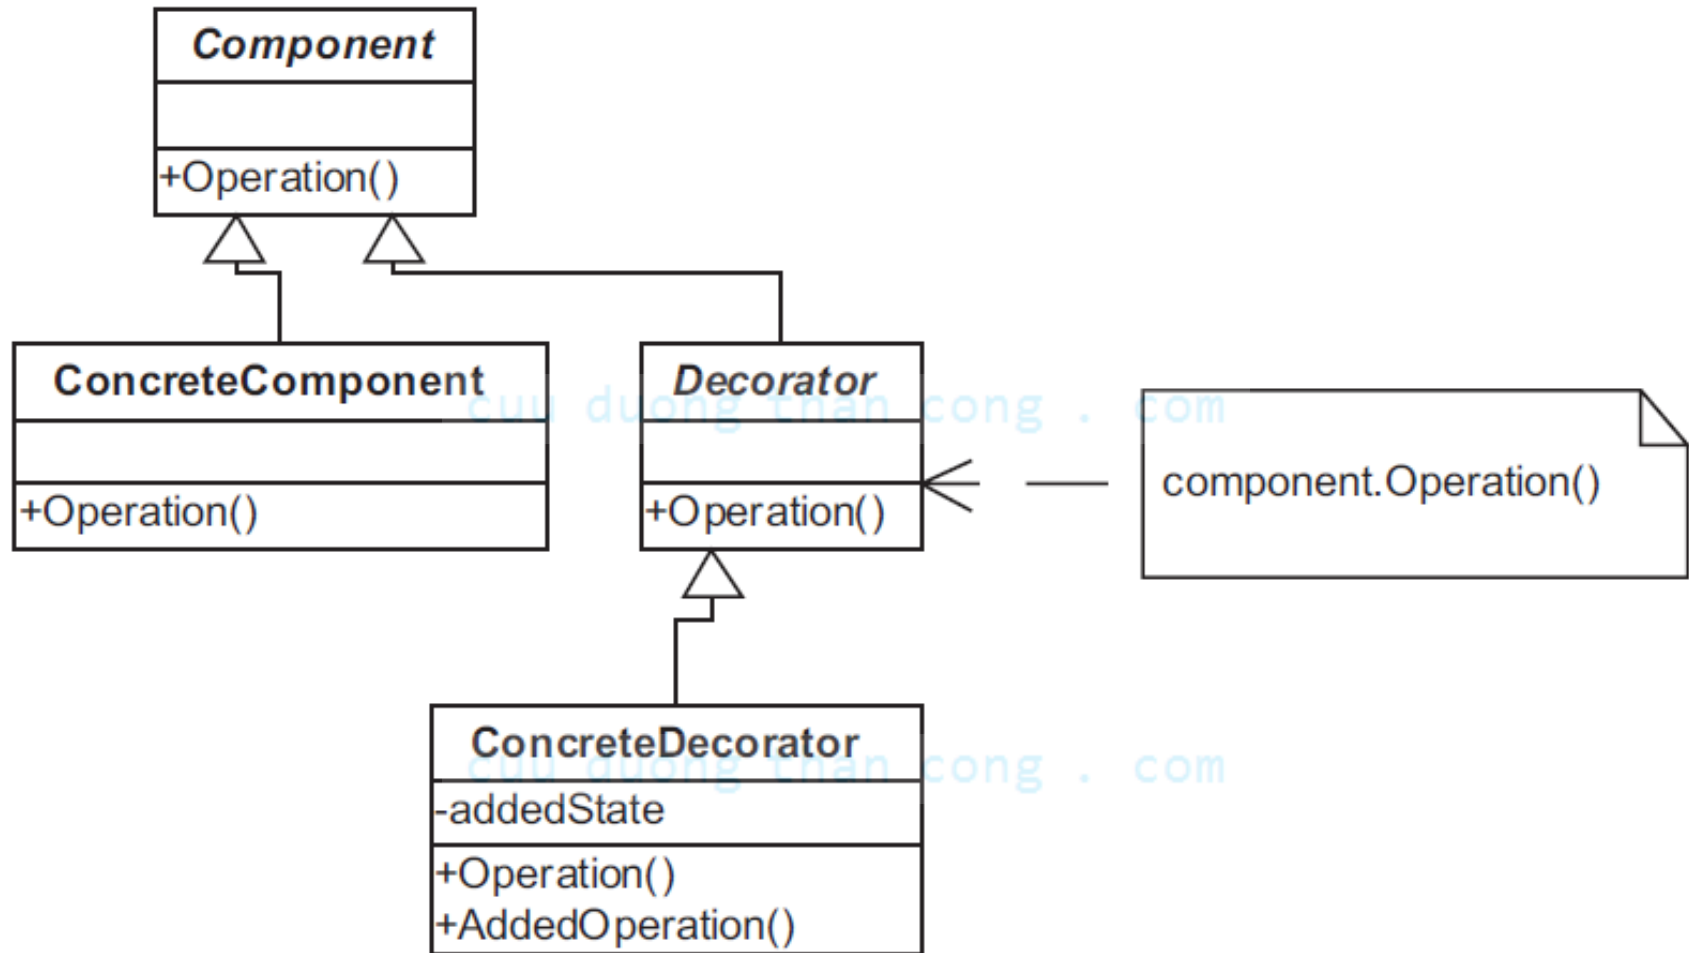 Component
+Operation()
ConcreteComponent
+Operation()
Decorator
+Operation()
component.Operation()
cuu duong than cong . com
ConcreteDecorator
-addedState
+Operation()
+AddedOperation()
cuu duong than cong . com